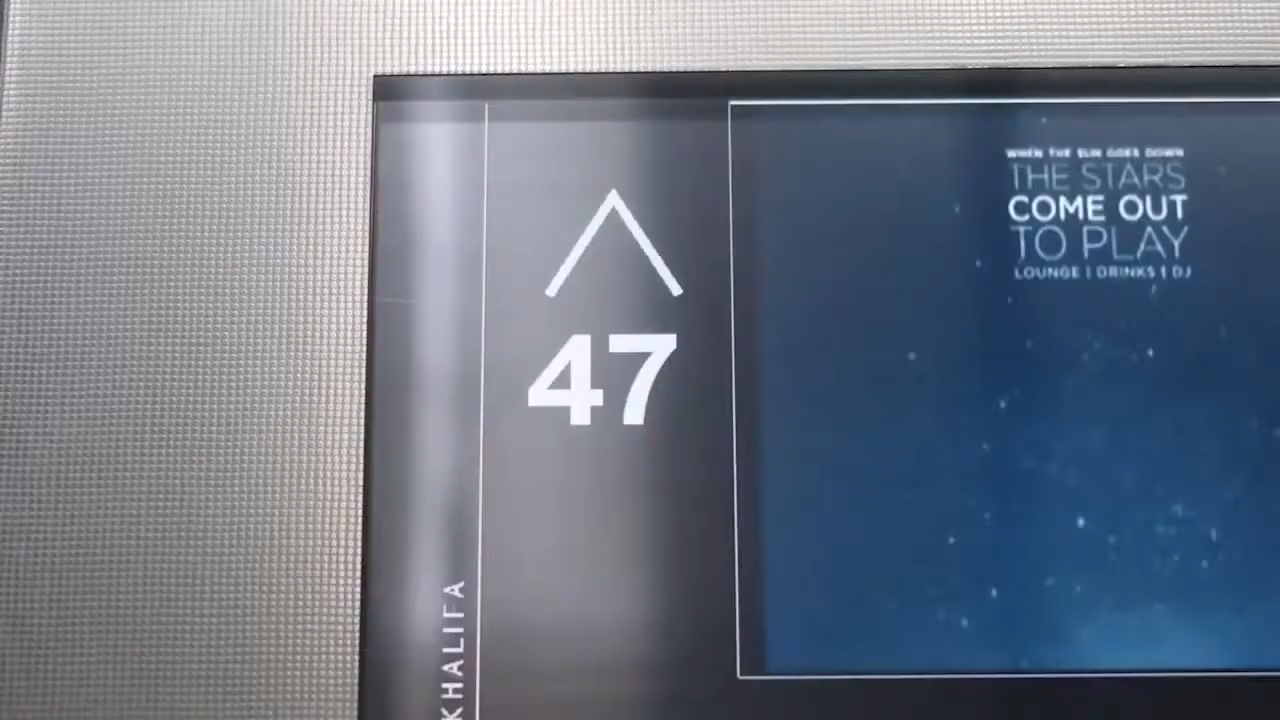 47
KHALIFA
WHEN THE SUN GOES DOWN
THE STARS
COME OUT
TO PLAY
LOUNGE | DRINKS | DJ